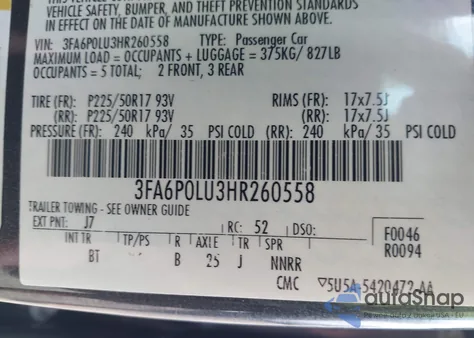 THIS VEHICLE CONFORMS
VEHICLE SAFETY, BUMPER, AND THEFT PREVENTION STANDARDS
IN EFFECT ON THE DATE OF MANUFACTURE SHOWN ABOVE.
VIN: 3FA6P0LU3HR260558 TYPE: Passenger Car
MAXIMUM LOAD = OCCUPANTS + LUGGAGE = 375KG/ 827LB
OCCUPANTS = 5 TOTAL; 2 FRONT, 3 REAR
TIRE (FR): P225/50R17 93V RIMS (FR): 17x7.5J
(RR): P225/50R17 93V (RR): 17x7.5J
PRESSURE (FR): 240 kPa/ 35 PSI COLD (RR): 240 kPa/ 35 PSI COLD
3FA6P0LU3HR260558
TRAILER TOWING - SEE OWNER GUIDE
EXT PNT: J7 RC: 52 DSO: F0046
INT TR TP/PS R AXLE TR SPR R0094
BT B 25 J NNRR
CMC 5U5A-5420472-AA
autoshap